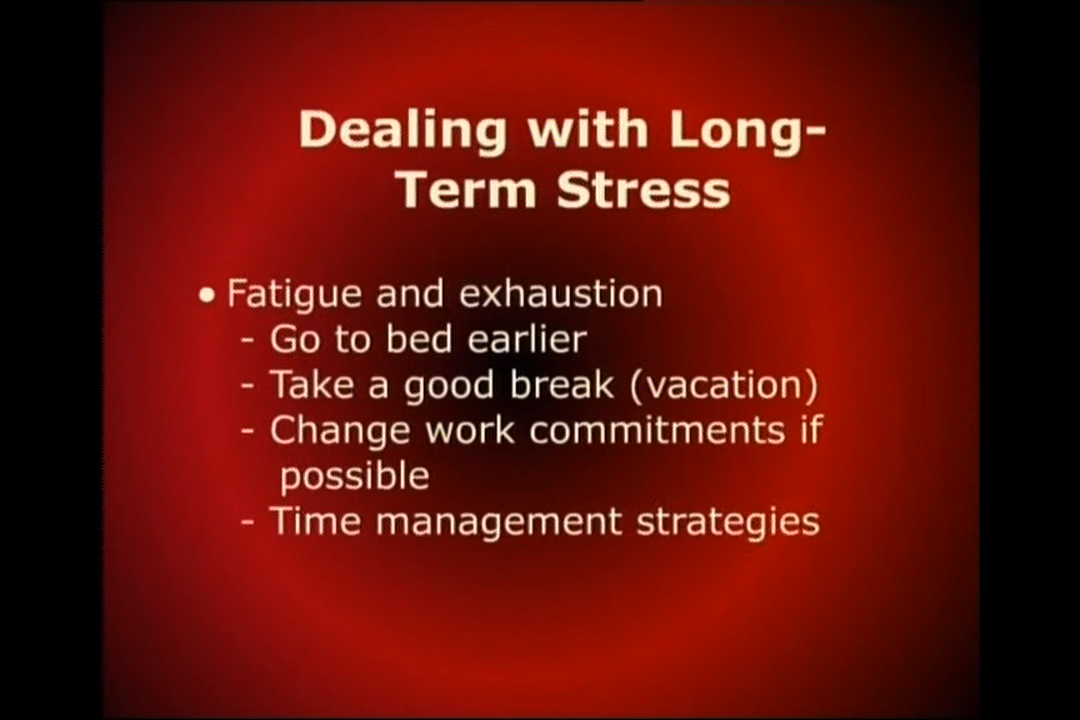 Dealing with Long-
Term Stress
• Fatigue and exhaustion
- Go to bed earlier
- Take a good break (vacation)
- Change work commitments if
possible
- Time management strategies